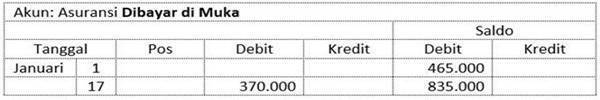 Akun: Asuransi Dibayar di Muka
Saldo
Tanggal Pos Debit Kredit Debit Kredit
Januari 1 465.000
17 370.000 835.000